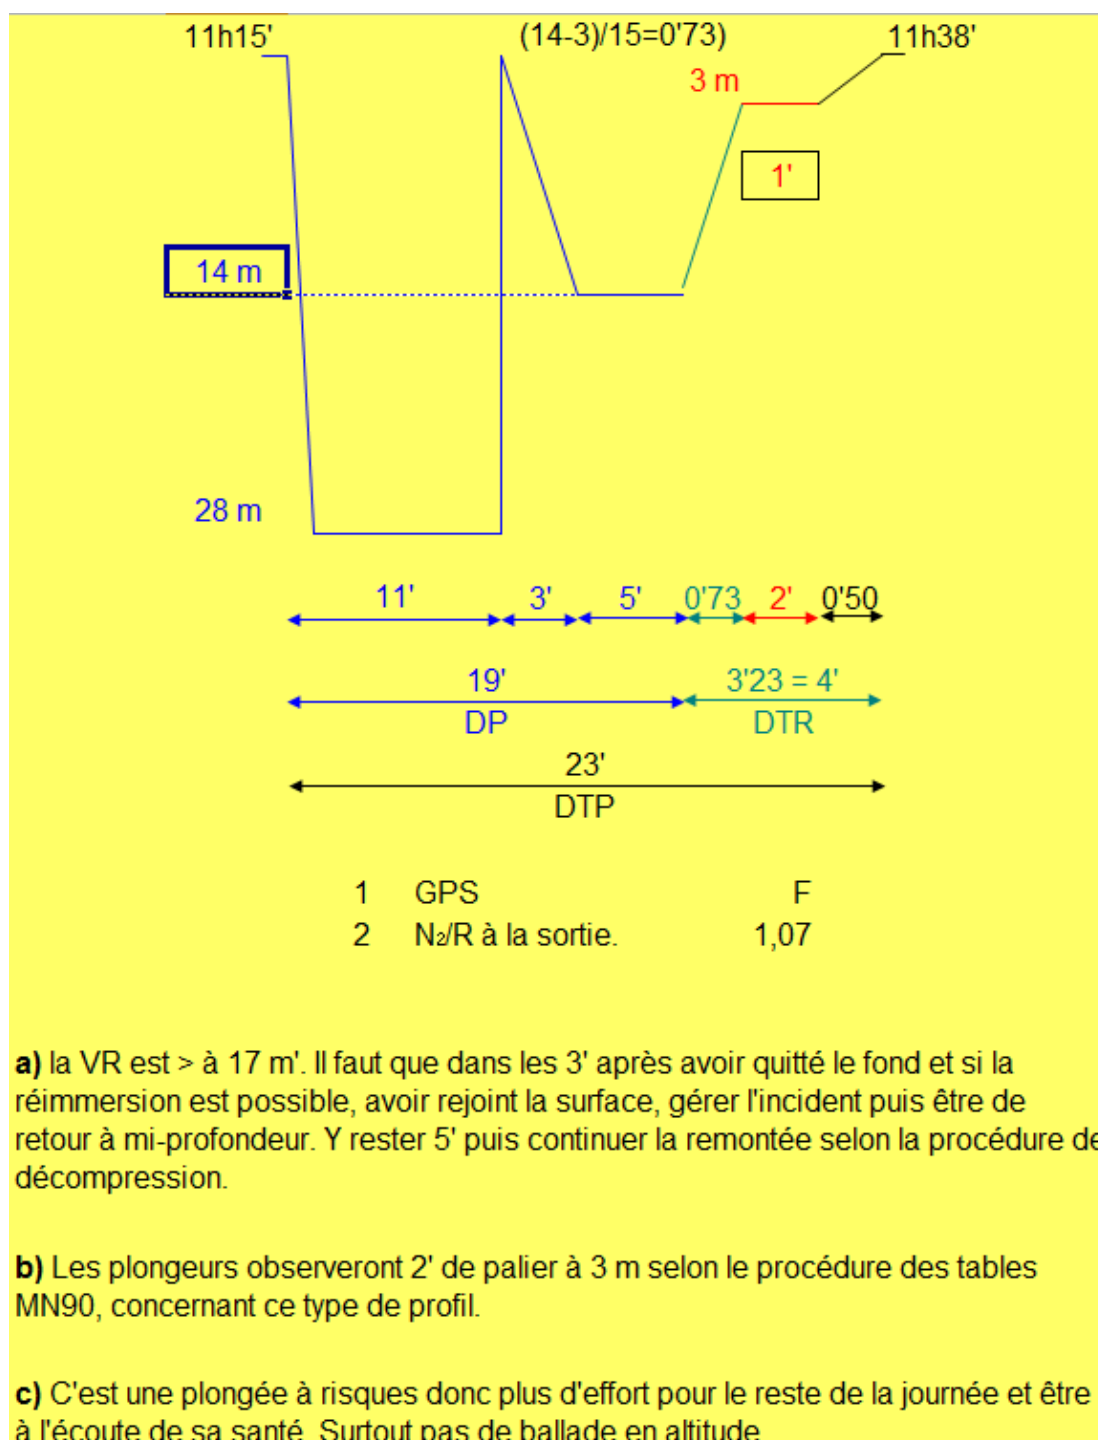 11h15' (14-3)/15=0'73) 11h38'
3 m
1'
14 m
28 m
11' 3' 5' 0'73 2' 0'50
19' 3'23 = 4'
DP DTR
23'
DTP
1 GPS F
2 N₂/R à la sortie. 1,07
a) la VR est > à 17 m'. Il faut que dans les 3' après avoir quitté le fond et si la
réimmersion est possible, avoir rejoint la surface, gérer l'incident puis être de
retour à mi-profondeur. Y rester 5' puis continuer la remontée selon la procédure de
décompression.
b) Les plongeurs observeront 2' de palier à 3 m selon le procédure des tables
MN90, concernant ce type de profil.
c) C'est une plongée à risques donc plus d'effort pour le reste de la journée et être
à l'écoute de sa santé. Surtout pas de ballade en altitude